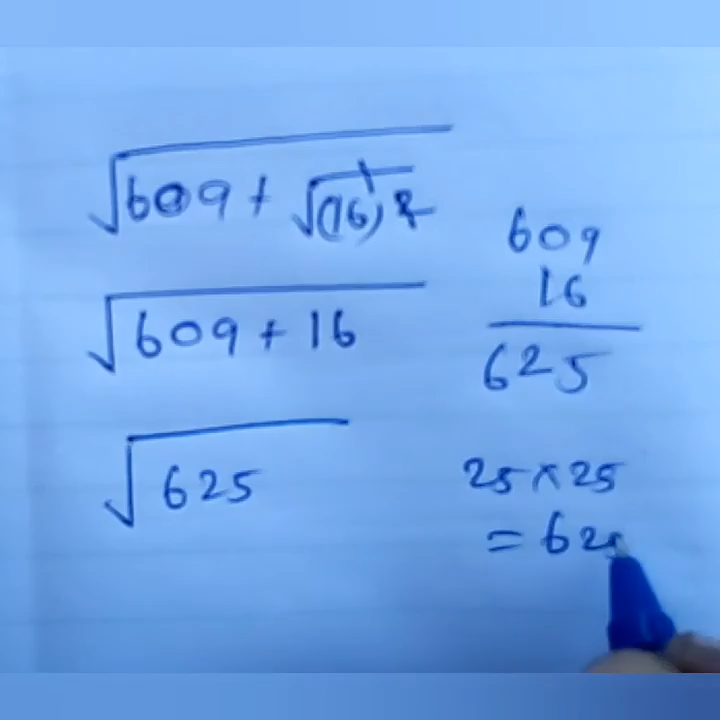 √609 + √(16)²
√609 + 16
√625
609
16
625
25 × 25
= 625